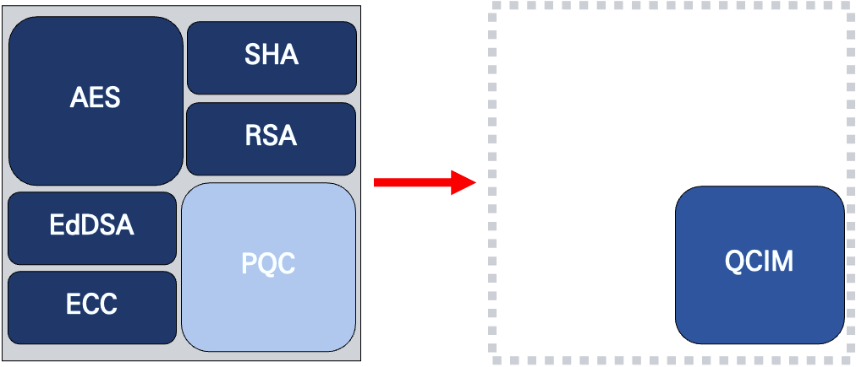 AES
SHA
RSA
EdDSA
ECC
PQC
QCIM